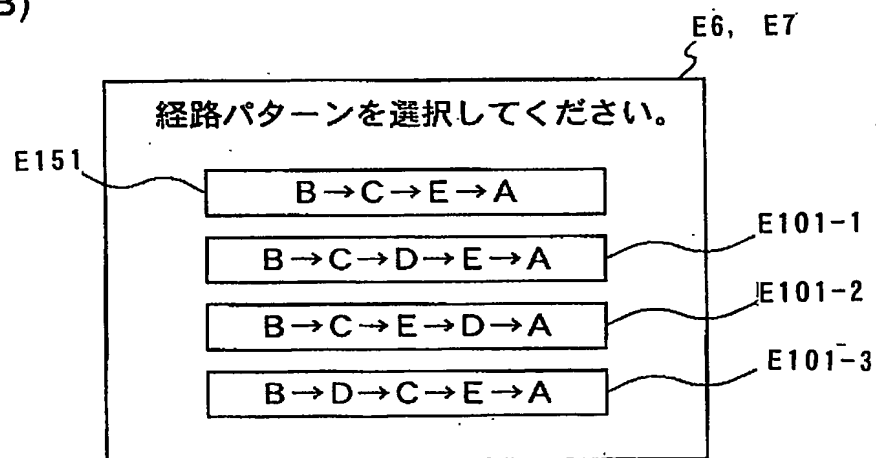 B)
E6, E7
経路パターンを選択してください。
E151
B→C→E→A
E101-1
B→C→D→E→A
E101-2
B→C→E→D→A
E101-3
B→D→C→E→A